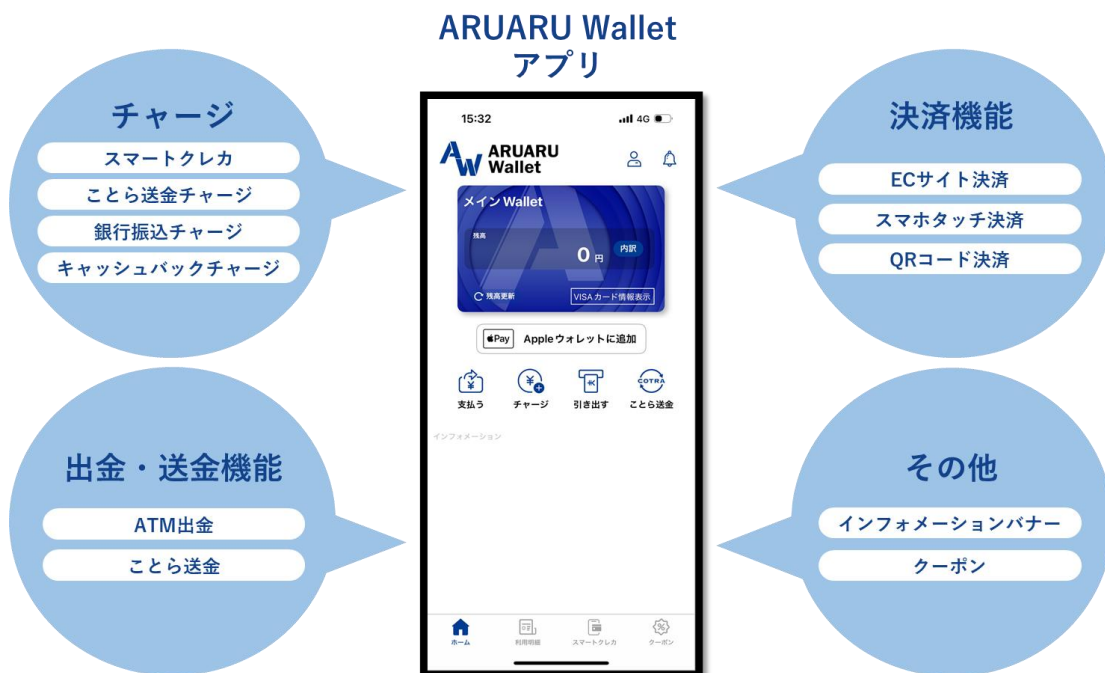 ARUARU Wallet
アプリ
チャージ
スマートクレカ
ことら送金チャージ
銀行振込チャージ
キャッシュバックチャージ
出金・送金機能
ATM出金
ことら送金
15:32
4G
AW
ARUARU
Wallet
メイン Wallet
残高
0 円
内訳
残高更新
VISAカード情報表示
Pay
Appleウォレットに追加
¥
¥
¥
COTRA
支払う
チャージ
引き出す
ことら送金
インフォメーション
ホーム
利用明細
スマートクレカ
クーポン
決済機能
ECサイト決済
スマホタッチ決済
QRコード決済
その他
インフォメーションバナー
クーポン